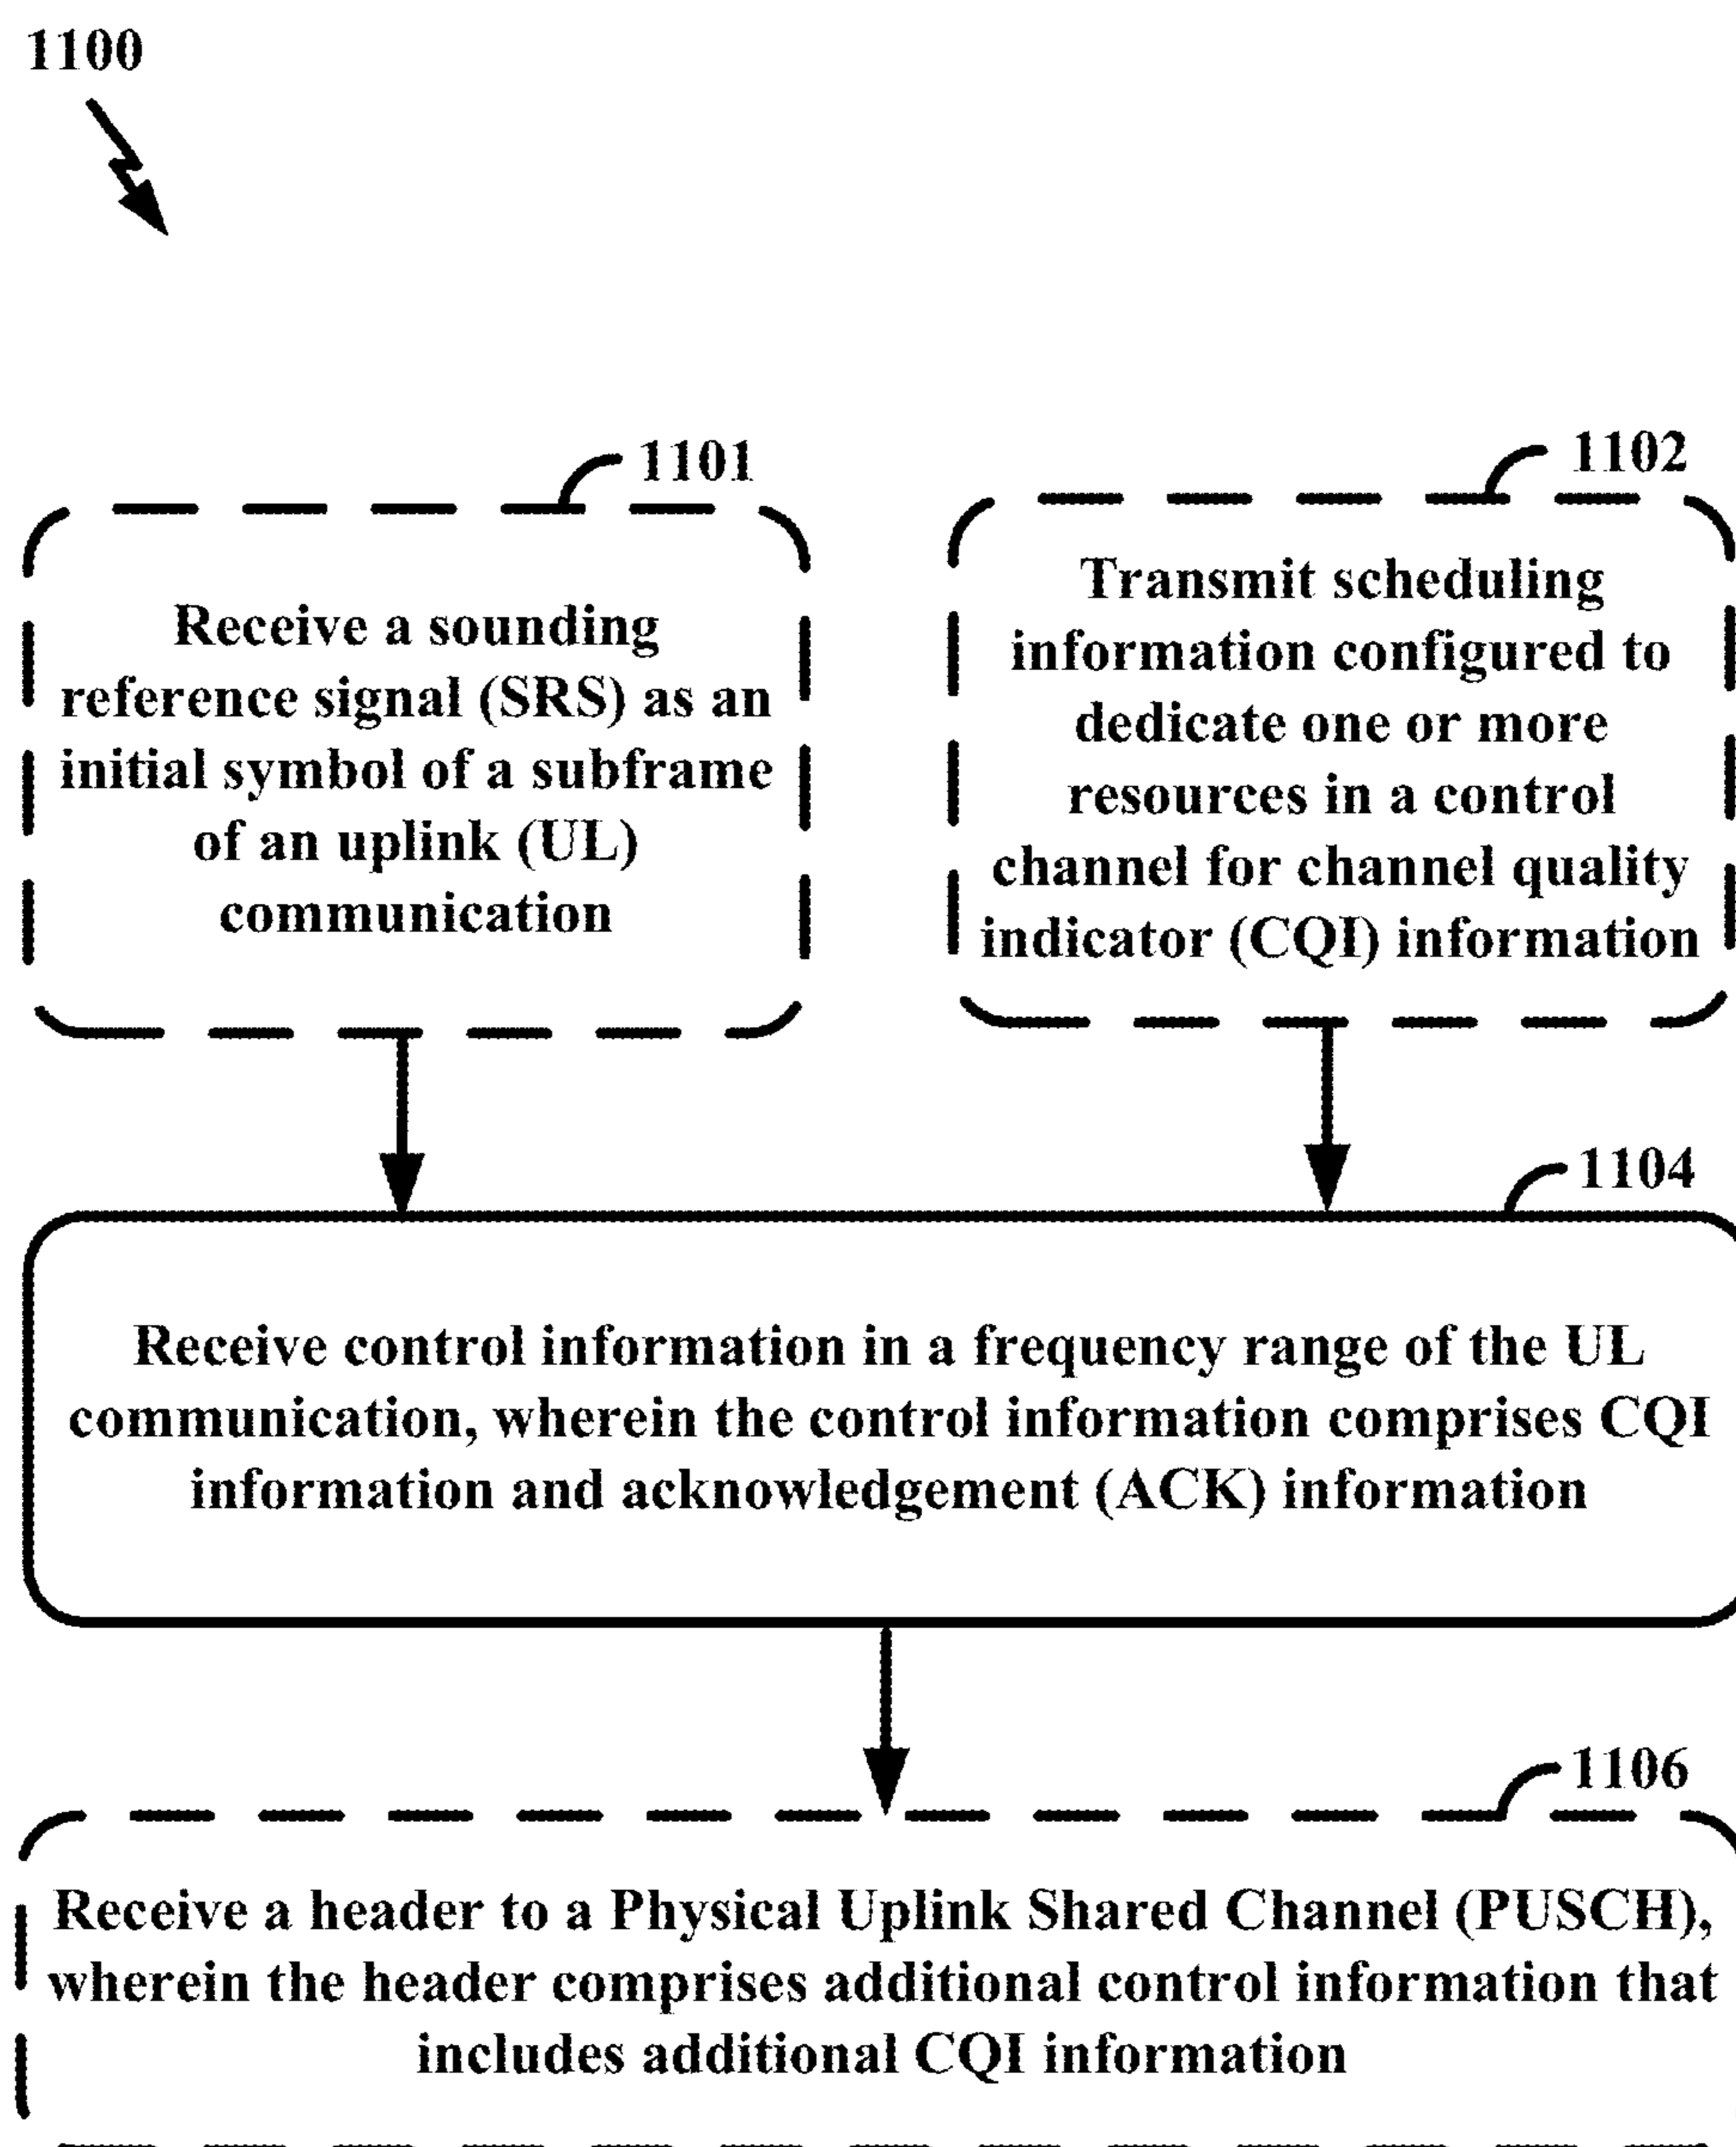 1100
1101
Receive a sounding
reference signal (SRS) as an
initial symbol of a subframe
of an uplink (UL)
communication
1102
Transmit scheduling
information configured to
dedicate one or more
resources in a control
channel for channel quality
indicator (CQI) information
1104
Receive control information in a frequency range of the UL
communication, wherein the control information comprises CQI
information and acknowledgement (ACK) information
1106
Receive a header to a Physical Uplink Shared Channel (PUSCH),
wherein the header comprises additional control information that
includes additional CQI information